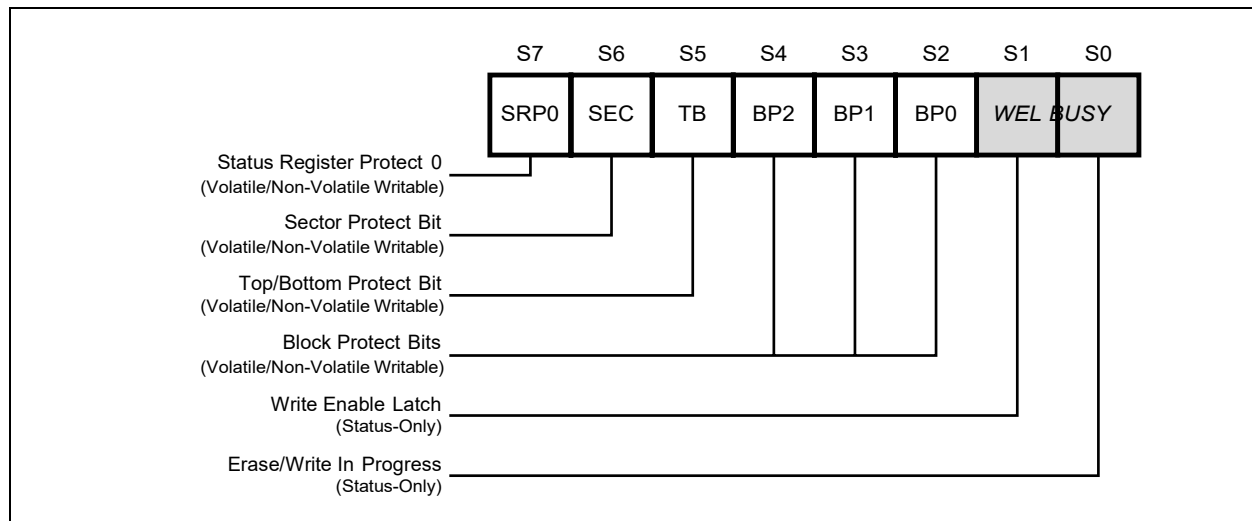 S7 S6 S5 S4 S3 S2 S1 S0
SRP0 SEC TB BP2 BP1 BP0 WEL BUSY
Status Register Protect 0
(Volatile/Non-Volatile Writable)
Sector Protect Bit
(Volatile/Non-Volatile Writable)
Top/Bottom Protect Bit
(Volatile/Non-Volatile Writable)
Block Protect Bits
(Volatile/Non-Volatile Writable)
Write Enable Latch
(Status-Only)
Erase/Write In Progress
(Status-Only)